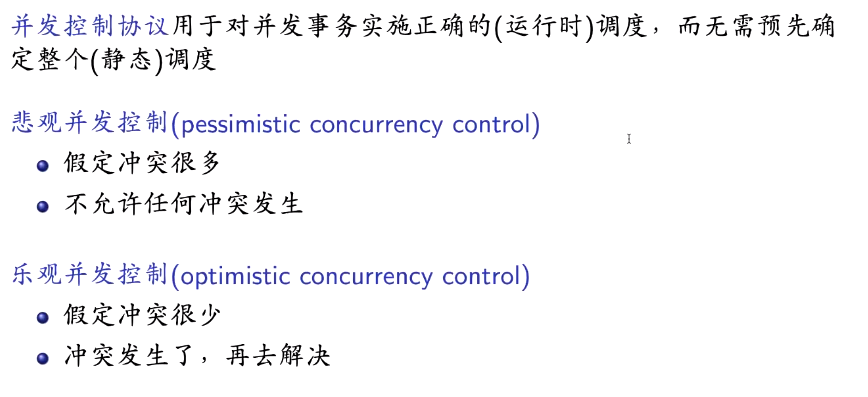 并发控制协议用于对并发事务实施正确的(运行时)调度，而无需预先确
定整个(静态)调度
悲观并发控制(pessimistic concurrency control)
假定冲突很多
不允许任何冲突发生
乐观并发控制(optimistic concurrency control)
假定冲突很少
冲突发生了，再去解决